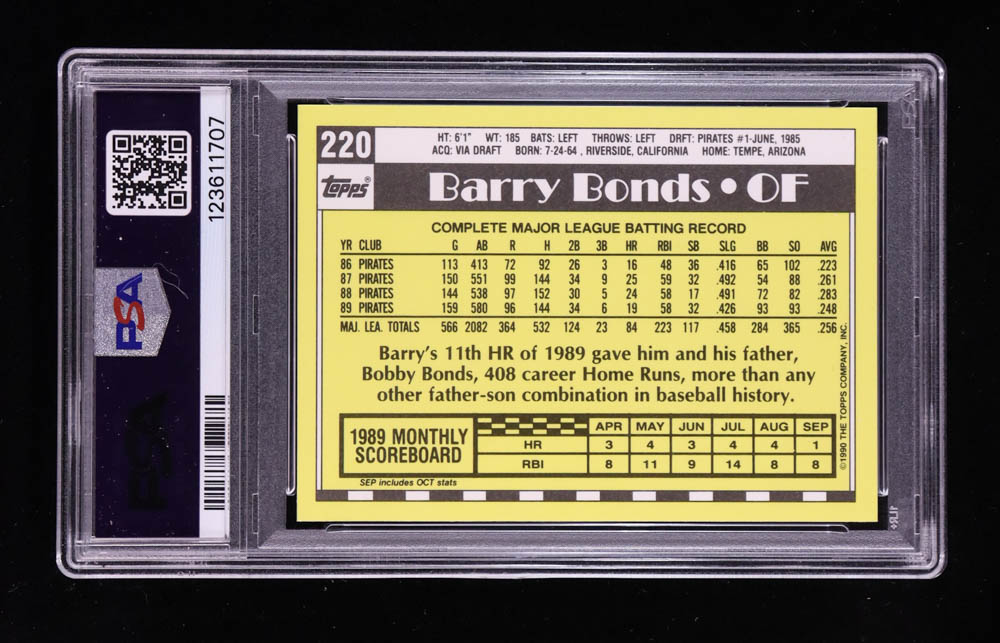 123611707
PSA
220
HT: 6'1" WT: 185 BATS: LEFT THROWS: LEFT DRFT: PIRATES #1-JUNE, 1985
ACQ: VIA DRAFT BORN: 7-24-64 , RIVERSIDE, CALIFORNIA HOME: TEMPE, ARIZONA
Topps®
Barry Bonds • OF
COMPLETE MAJOR LEAGUE BATTING RECORD
YR CLUB G AB R H 2B 3B HR RBI SB SLG BB SO AVG
86 PIRATES 113 413 72 92 26 3 16 48 36 .416 65 102 .223
87 PIRATES 150 551 99 144 34 9 25 59 32 .492 54 88 .261
88 PIRATES 144 538 97 152 30 5 24 58 17 .491 72 82 .283
89 PIRATES 159 580 96 144 34 6 19 58 32 .426 93 93 .248
MAJ. LEA. TOTALS 566 2082 364 532 124 23 84 223 117 .458 284 365 .256
Barry's 11th HR of 1989 gave him and his father,
Bobby Bonds, 408 career Home Runs, more than any
other father-son combination in baseball history.
1989 MONTHLY
SCOREBOARD
APR MAY JUN JUL AUG SEP
HR 3 4 3 4 4 1
RBI 8 11 9 14 8 8
SEP includes OCT stats
©1990 THE TOPPS COMPANY, INC.
PSA
1LR+